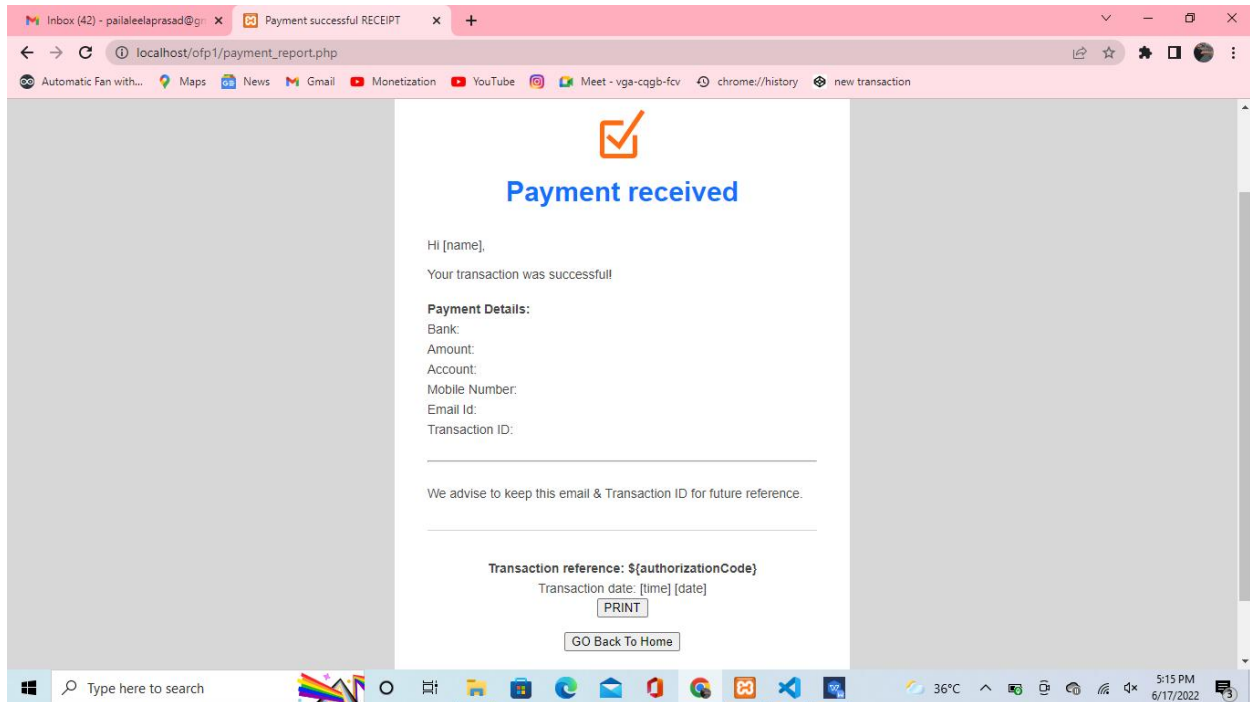 Inbox (42) - pailaleelaprasad@gm
Payment successful RECEIPT
localhost/ofp1/payment_report.php
Automatic Fan with...
Maps
News
Gmail
Monetization
YouTube
Meet - vga-cqgb-fcv
chrome://history
new transaction
Payment received
Hi [name],
Your transaction was successful!
Payment Details:
Bank:
Amount:
Account:
Mobile Number:
Email Id:
Transaction ID:
We advise to keep this email & Transaction ID for future reference.
Transaction reference: ${authorizationCode}
Transaction date: [time] [date]
PRINT
GO Back To Home
Type here to search
36°C
5:15 PM
6/17/2022
3